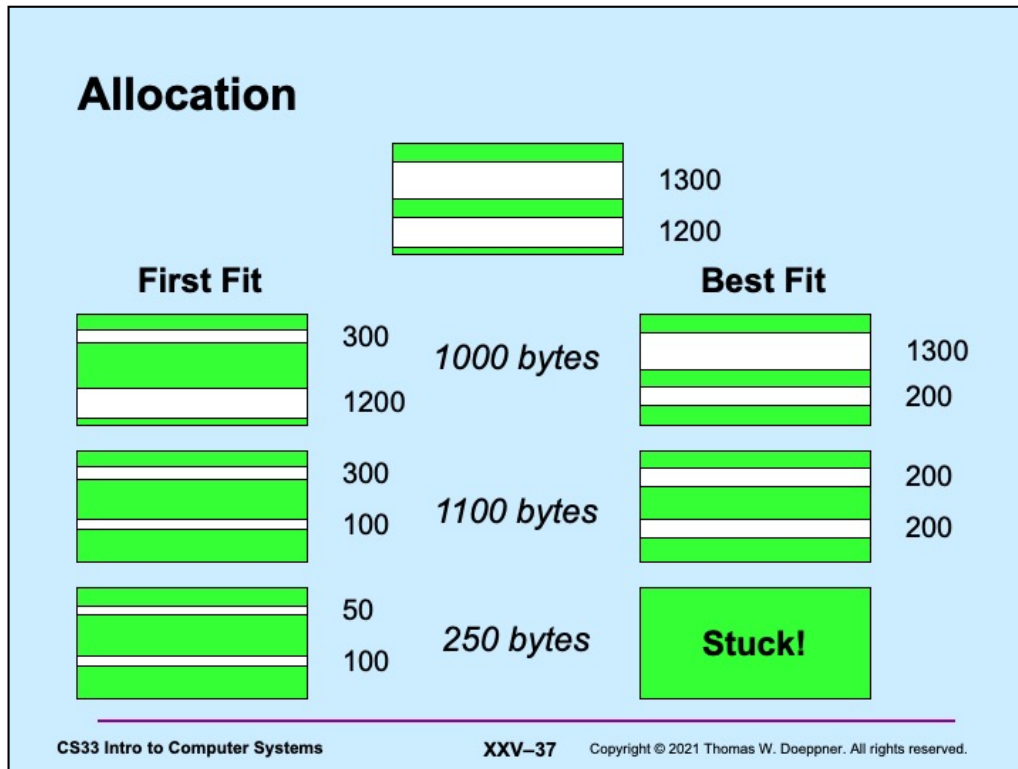 Allocation
1300
1200
First Fit
Best Fit
300
1200
1000 bytes
1300
200
300
100
1100 bytes
200
200
50
100
250 bytes
Stuck!
CS33 Intro to Computer Systems
XXV–37
Copyright © 2021 Thomas W. Doeppner. All rights reserved.